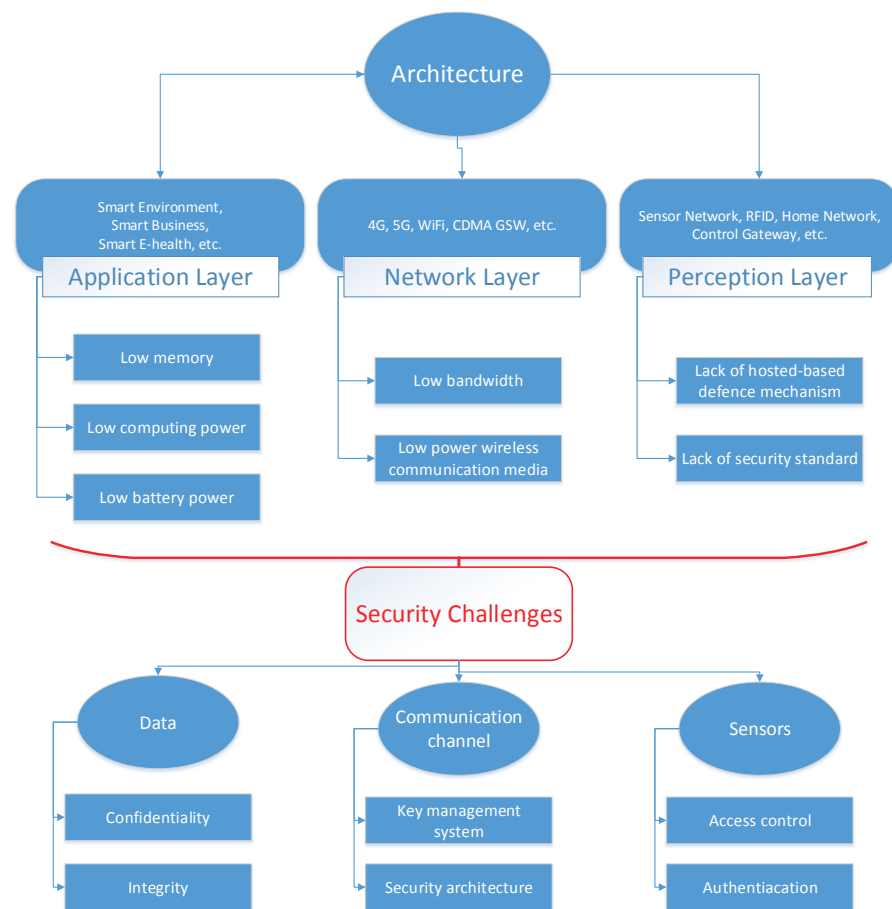 Architecture
Smart Environment,
Smart Business,
Smart E-health, etc.
4G, 5G, WiFi, CDMA GSW, etc.
Sensor Network, RFID, Home Network,
Control Gateway, etc.
Application Layer
Network Layer
Perception Layer
Low memory
Low computing power
Low battery power
Low bandwidth
Low power wireless
communication media
Lack of hosted-based
defence mechanism
Lack of security standard
Security Challenges
Data
Communication
channel
Sensors
Confidentiality
Integrity
Key management
system
Security architecture
Access control
Authentiacation